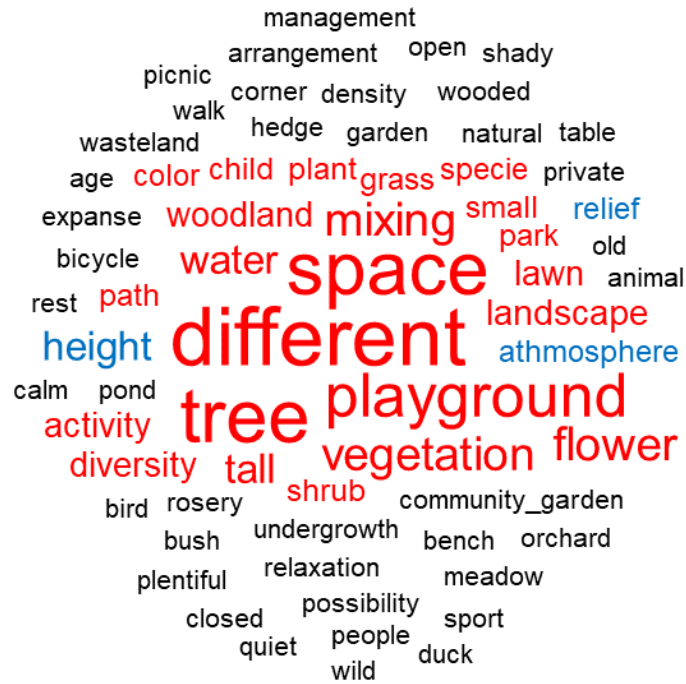 management
arrangement open shady
picnic corner density wooded
walk
wasteland hedge garden natural table
age color child plant grass specie private
expanse woodland mixing small relief
bicycle water space park old
rest path lawn animal
height different landscape
athmosphere
calm pond tree playground
activity vegetation flower
diversity tall
bird rosery shrub community_garden
bush undergrowth bench orchard
plentiful relaxation meadow
closed possibility sport
quiet people duck
wild